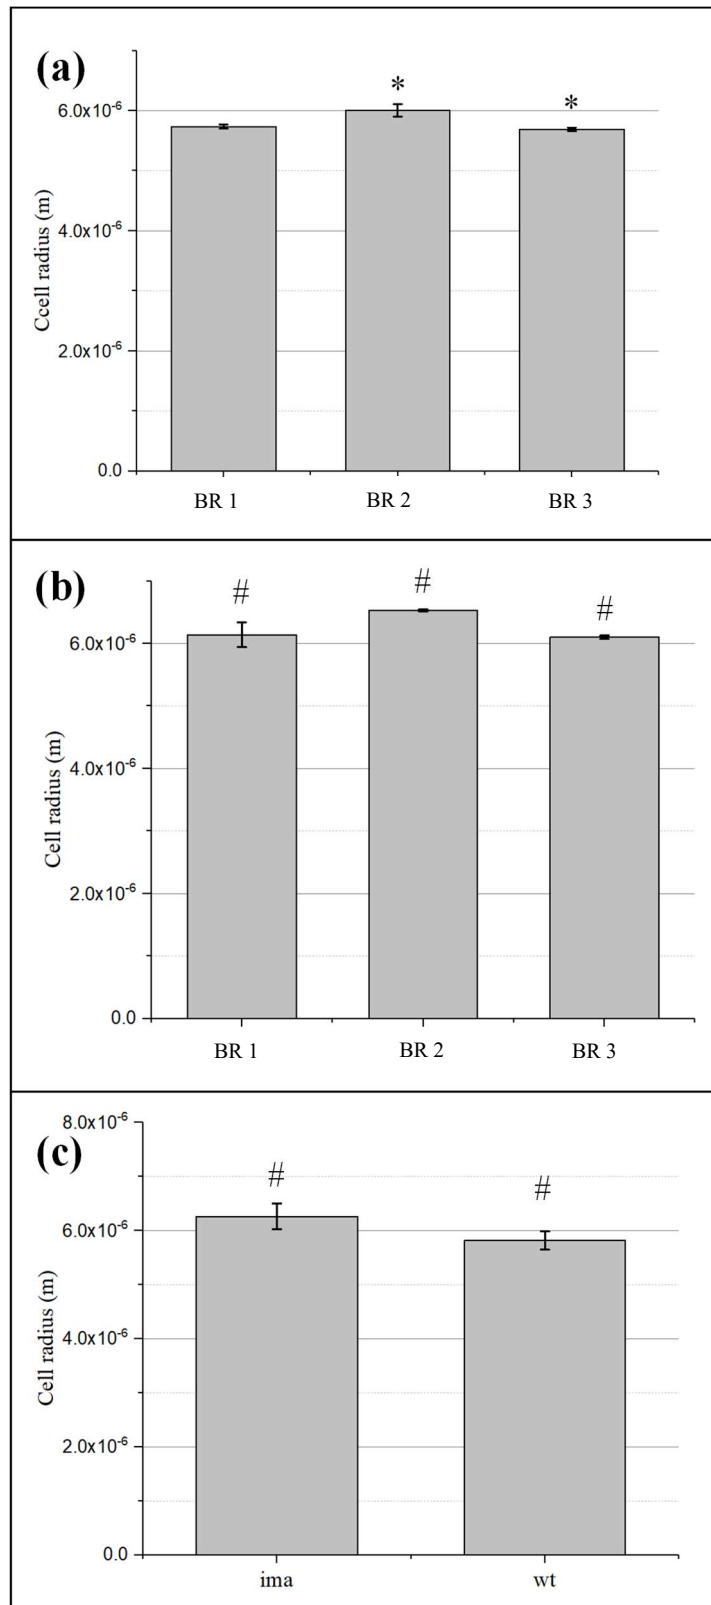 (a)
*
*
6.0x10⁻⁶
4.0x10⁻⁶
2.0x10⁻⁶
0.0
Ccell radius (m)
BR 1
BR 2
BR 3
(b)
#
#
#
6.0x10⁻⁶
4.0x10⁻⁶
2.0x10⁻⁶
0.0
Cell radius (m)
BR 1
BR 2
BR 3
(c)
#
#
8.0x10⁻⁶
6.0x10⁻⁶
4.0x10⁻⁶
2.0x10⁻⁶
0.0
Cell radius (m)
ima
wt